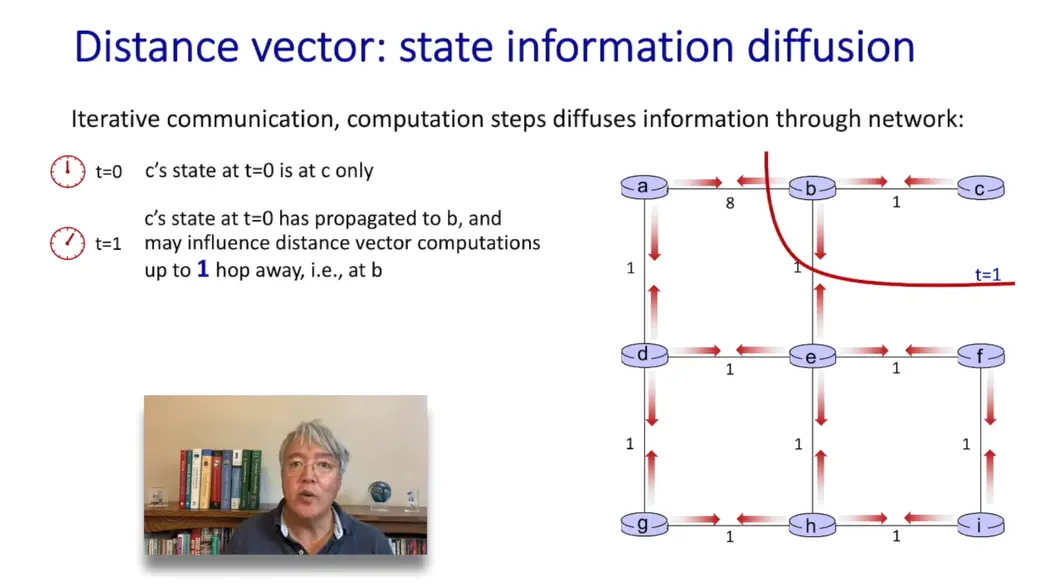 Distance vector: state information diffusion
Iterative communication, computation steps diffuses information through network:
t=0 c’s state at t=0 is at c only
c’s state at t=0 has propagated to b, and
t=1 may influence distance vector computations
up to 1 hop away, i.e., at b
a b c
8 1
1 1 t=1
d e f
1 1
1 1 1
g h i
1 1